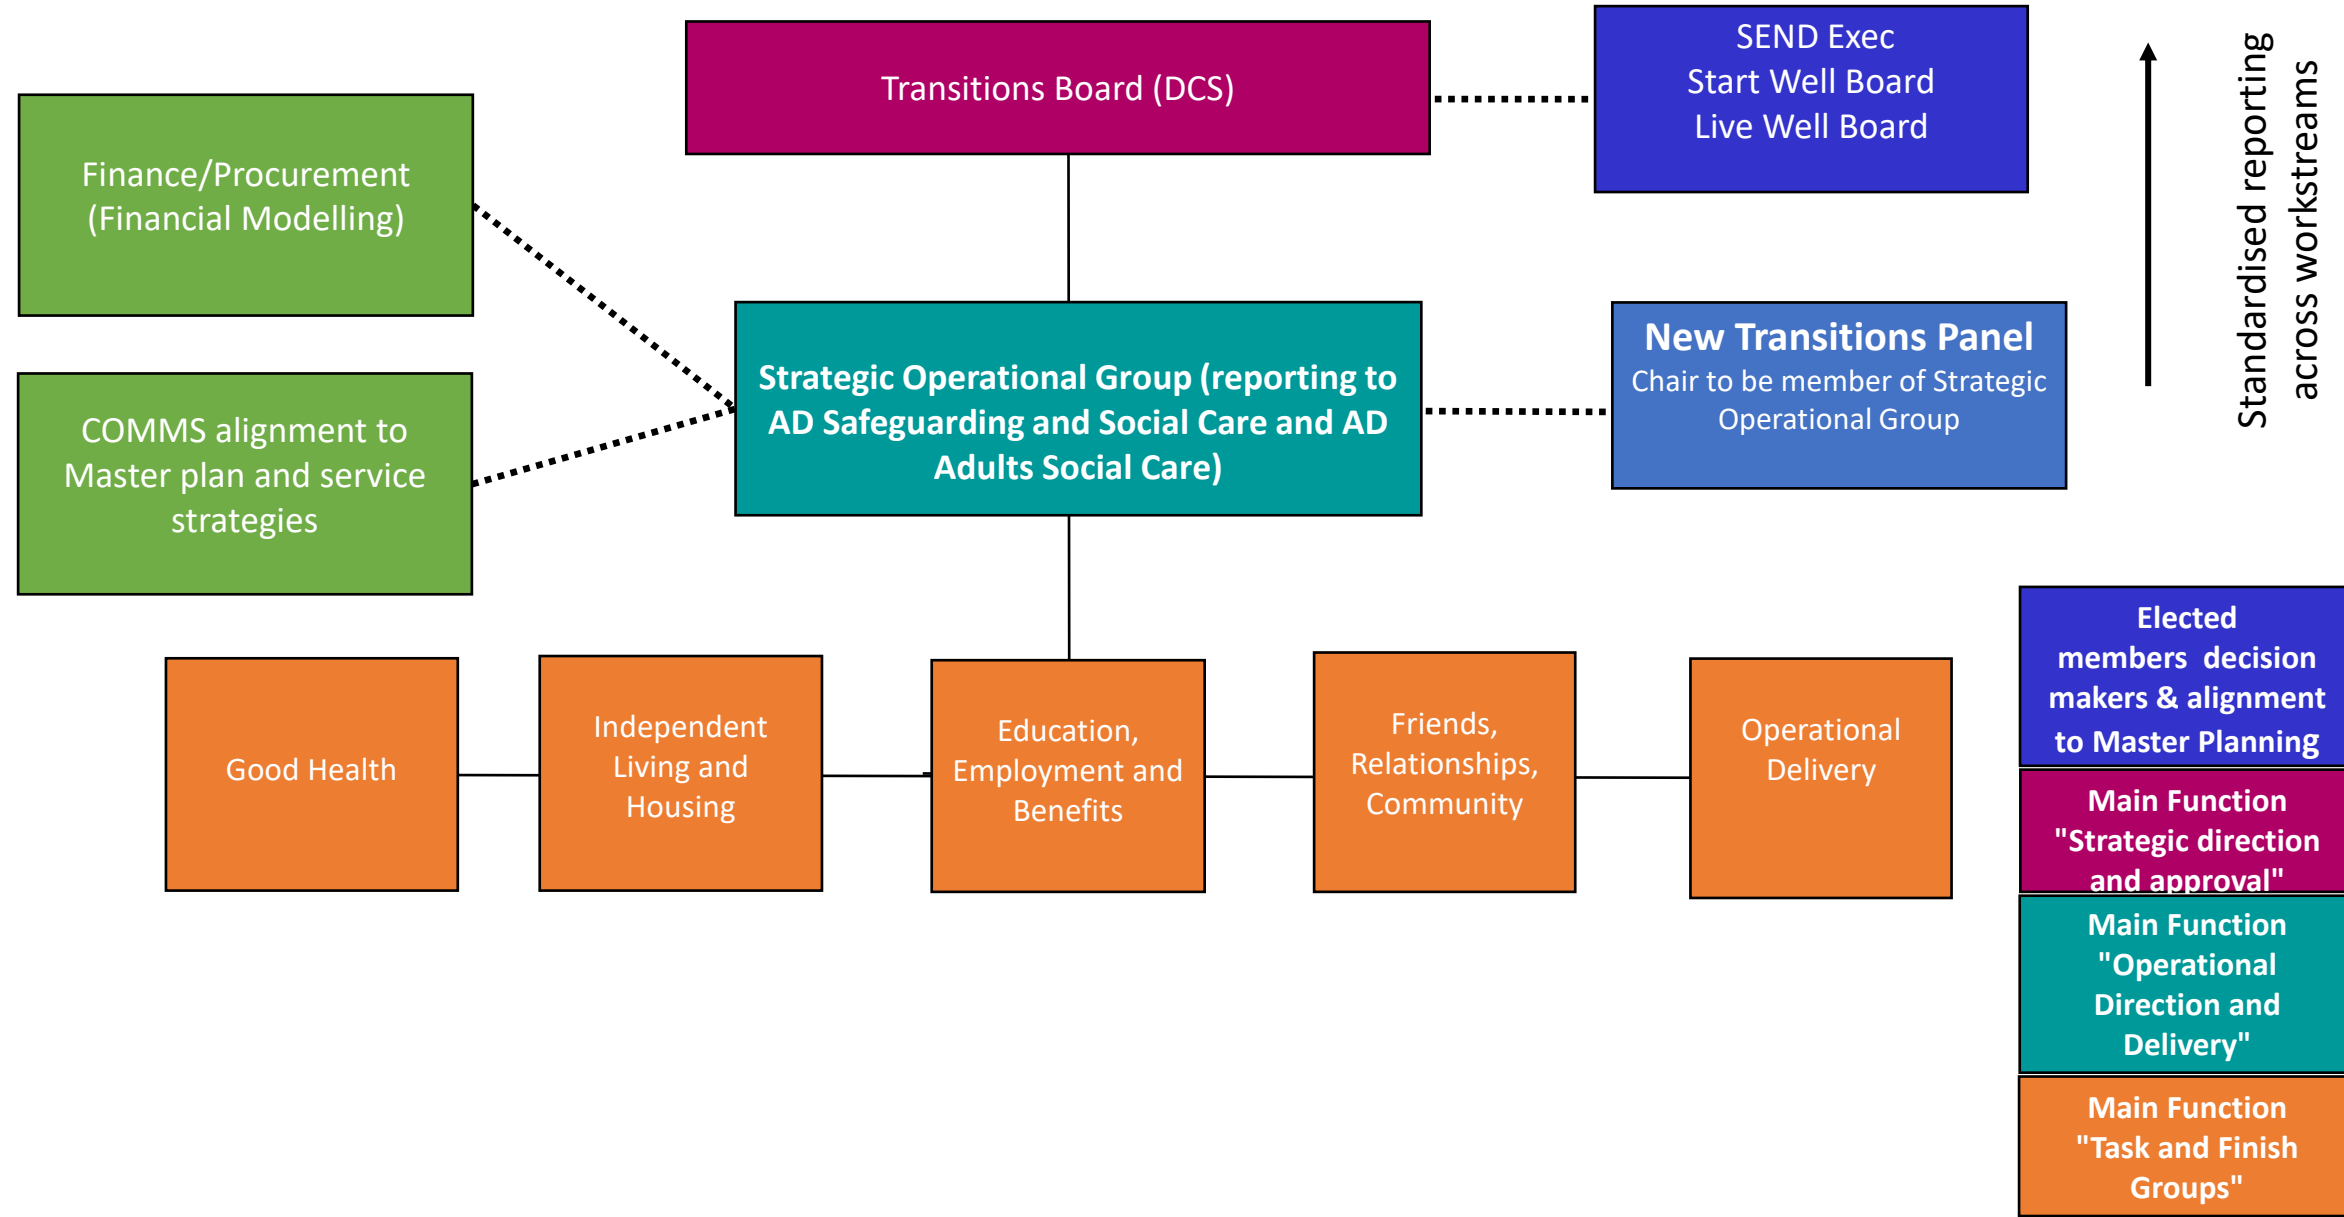 Transitions Board (DCS)
SEND Exec
Start Well Board
Live Well Board
Standardised reporting
across workstreams
Finance/Procurement
(Financial Modelling)
Strategic Operational Group (reporting to
AD Safeguarding and Social Care and AD
Adults Social Care)
New Transitions Panel
Chair to be member of Strategic
Operational Group
COMMS alignment to
Master plan and service
strategies
Good Health
Independent
Living and
Housing
Education,
Employment and
Benefits
Friends,
Relationships,
Community
Operational
Delivery
Elected
members  decision
makers & alignment
to Master Planning
Main Function
"Strategic direction
and approval"
Main Function
"Operational
Direction and
Delivery"
Main Function
"Task and Finish
Groups"